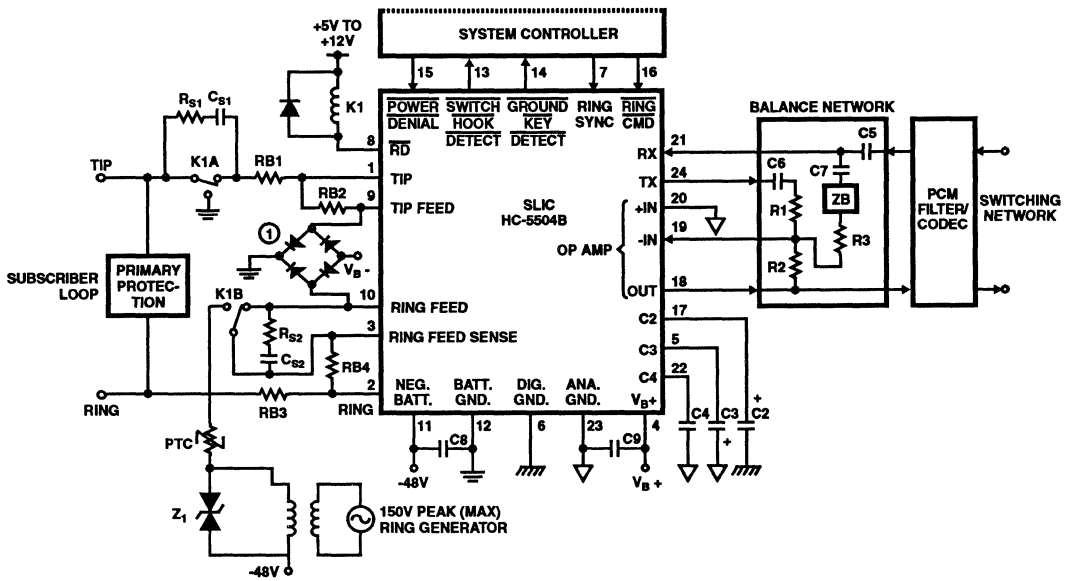 +5V TO
+12V
SYSTEM CONTROLLER
15
13
14
7
16
RS1
CS1
K1
POWER
DENIAL
SWITCH
HOOK
DETECT
GROUND
KEY
DETECT
RING
SYNC
RING
CMD
BALANCE NETWORK
TIP
K1A
RB1
8
RD
1
TIP
RB2
9
TIP FEED
SLIC
HC-5504B
RX
21
TX
24
+IN
20
-IN
19
OP AMP
OUT
18
C5
C6
C7
ZB
R1
R3
R2
PCM
FILTER/
CODEC
SWITCHING
NETWORK
1
VB-
SUBSCRIBER
LOOP
PRIMARY
PROTEC-
TION
K1B
10
RING FEED
RS2
CS2
3
RING FEED SENSE
RB4
2
RING
RB3
RING
C2
17
C3
5
C4
22
NEG.
BATT.
BATT.
GND.
DIG.
GND.
ANA.
GND.
VB+
11
12
6
23
4
C8
C9
-48V
VB +
C4
C3
+
C2
+
PTC
Z1
150V PEAK (MAX)
RING GENERATOR
-48V